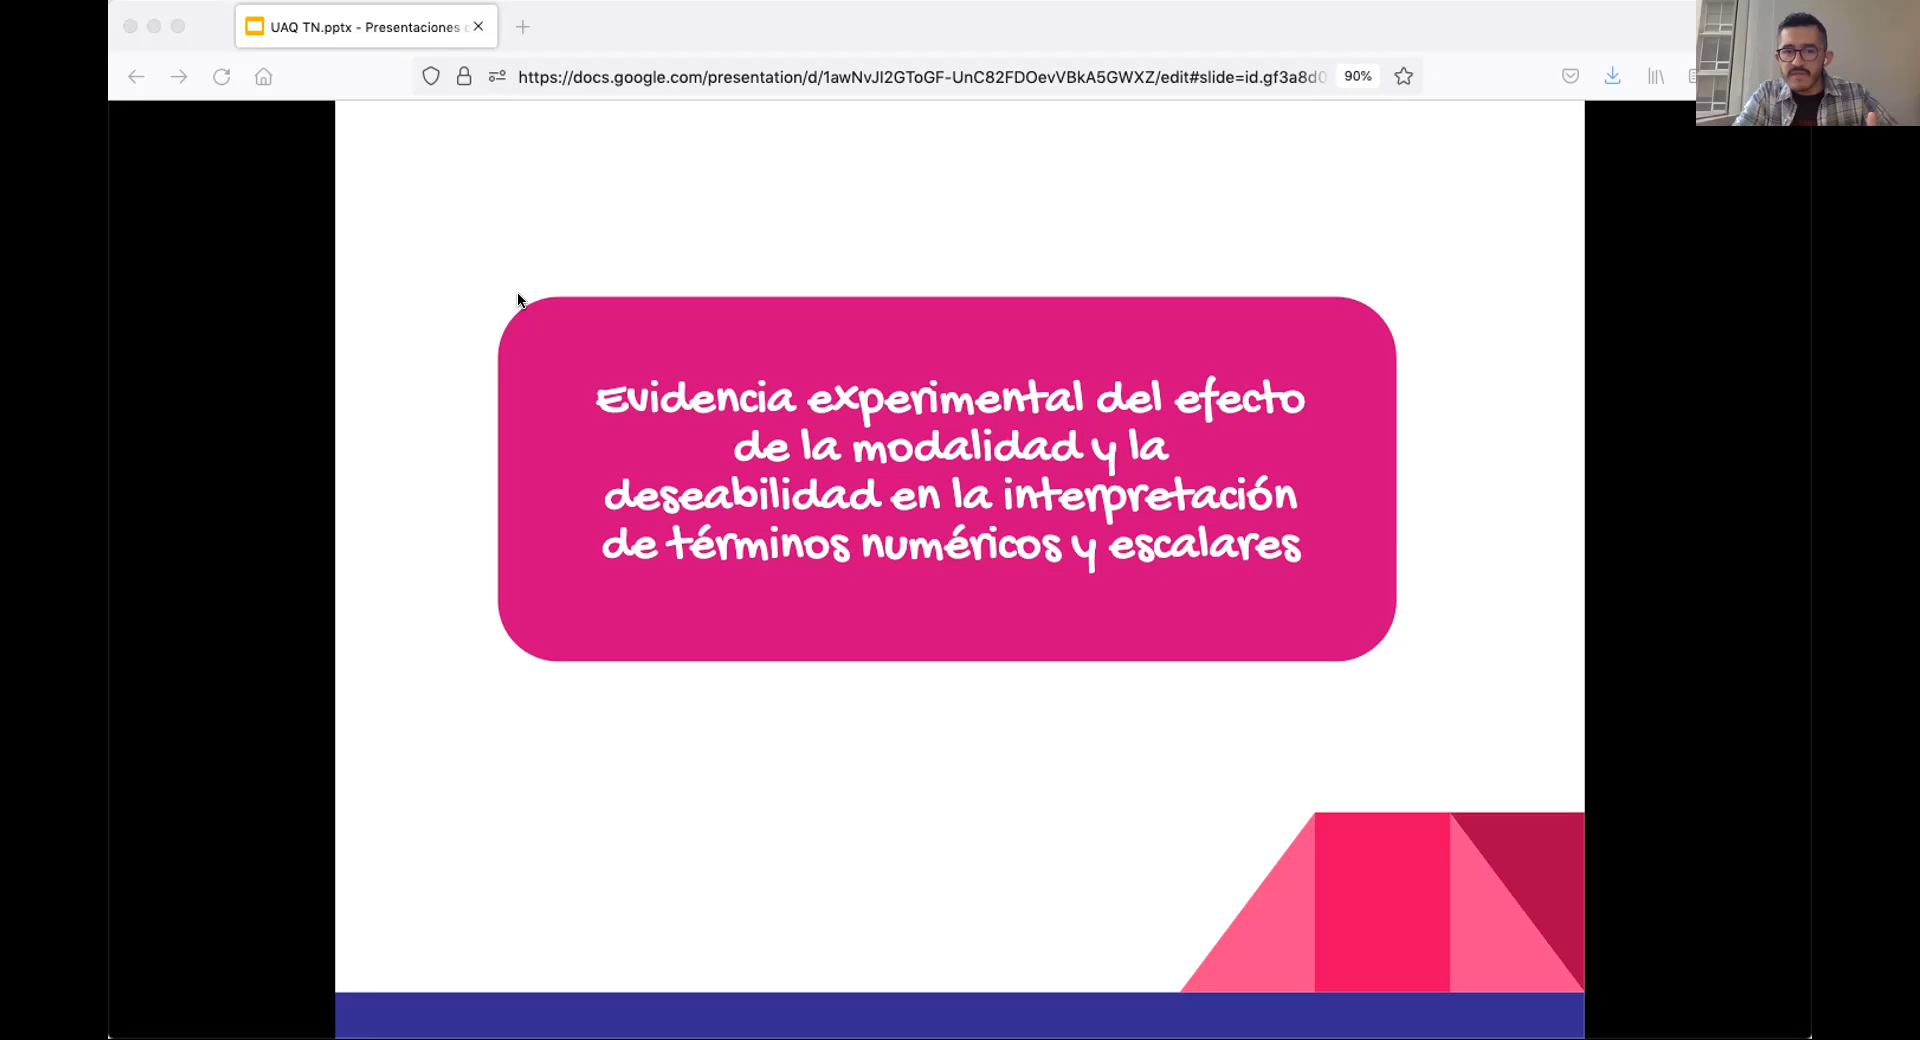 UAQ TN.pptx - Presentaciones
https://docs.google.com/presentation/d/1awNvJI2GToGF-UnC82FDOevVBkA5GWXZ/edit#slide=id.gf3a8d0
90%
Evidencia experimental del efecto
de la modalidad y la
deseabilidad en la interpretación
de términos numéricos y escalares